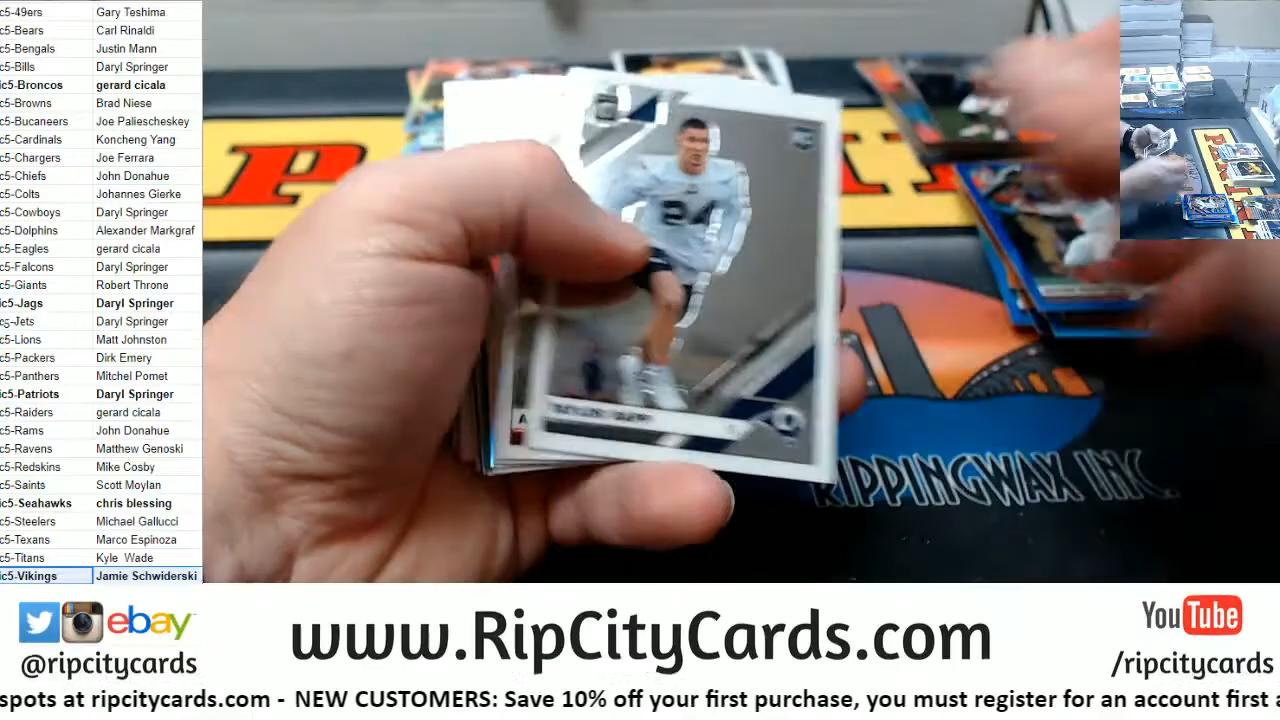 c5-49ers Gary Teshima
c5-Bears Carl Rinaldi
c5-Bengals Justin Mann
c5-Bills Daryl Springer
ic5-Broncos gerard cicala
c5-Browns Brad Niese
c5-Bucaneers Joe Paliescheskey
c5-Cardinals Koncheng Yang
c5-Chargers Joe Ferrara
c5-Chiefs John Donahue
c5-Colts Johannes Gierke
c5-Cowboys Daryl Springer
c5-Dolphins Alexander Markgraf
c5-Eagles gerard cicala
c5-Falcons Daryl Springer
c5-Giants Robert Throne
ic5-Jags Daryl Springer
c5-Jets Daryl Springer
c5-Lions Matt Johnston
c5-Packers Dirk Emery
c5-Panthers Mitchel Pomet
ic5-Patriots Daryl Springer
c5-Raiders gerard cicala
c5-Rams John Donahue
c5-Ravens Matthew Genoski
c5-Redskins Mike Cosby
c5-Saints Scott Moylan
ic5-Seahawks chris blessing
c5-Steelers Michael Gallucci
c5-Texans Marco Espinoza
c5-Titans Kyle Wade
ic5-Vikings Jamie Schwiderski
24
RIPPINGWAX INC.
ebay
@ripcitycards
www.RipCityCards.com
YouTube
/ripcitycards
spots at ripcitycards.com - NEW CUSTOMERS: Save 10% off your first purchase, you must register for an account first a